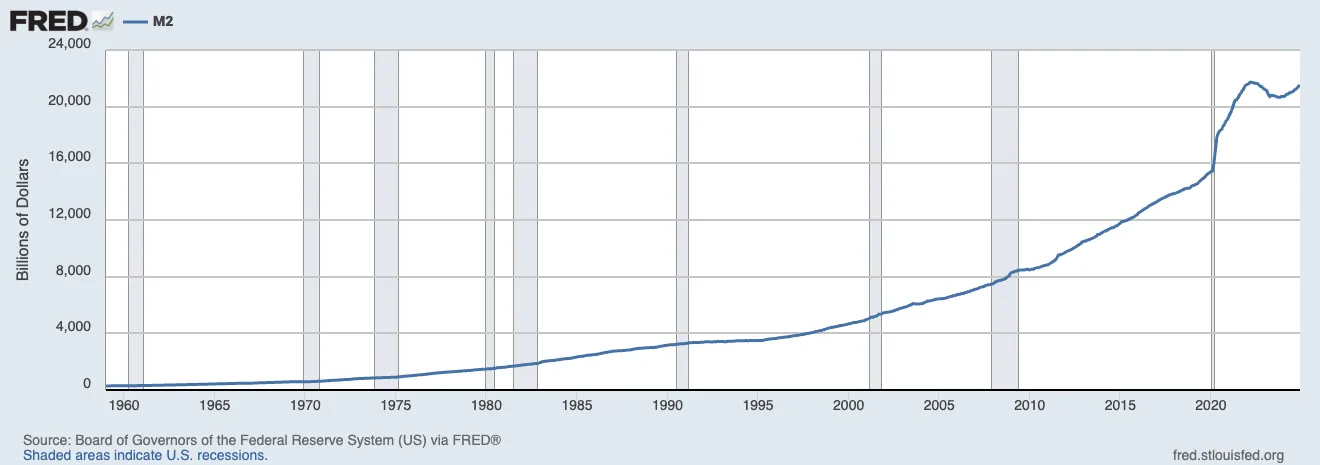 FRED M2
24,000
20,000
16,000
12,000
8,000
4,000
0
Billions of Dollars
1960 1965 1970 1975 1980 1985 1990 1995 2000 2005 2010 2015 2020
Source: Board of Governors of the Federal Reserve System (US) via FRED®
Shaded areas indicate U.S. recessions.
fred.stlouisfed.org